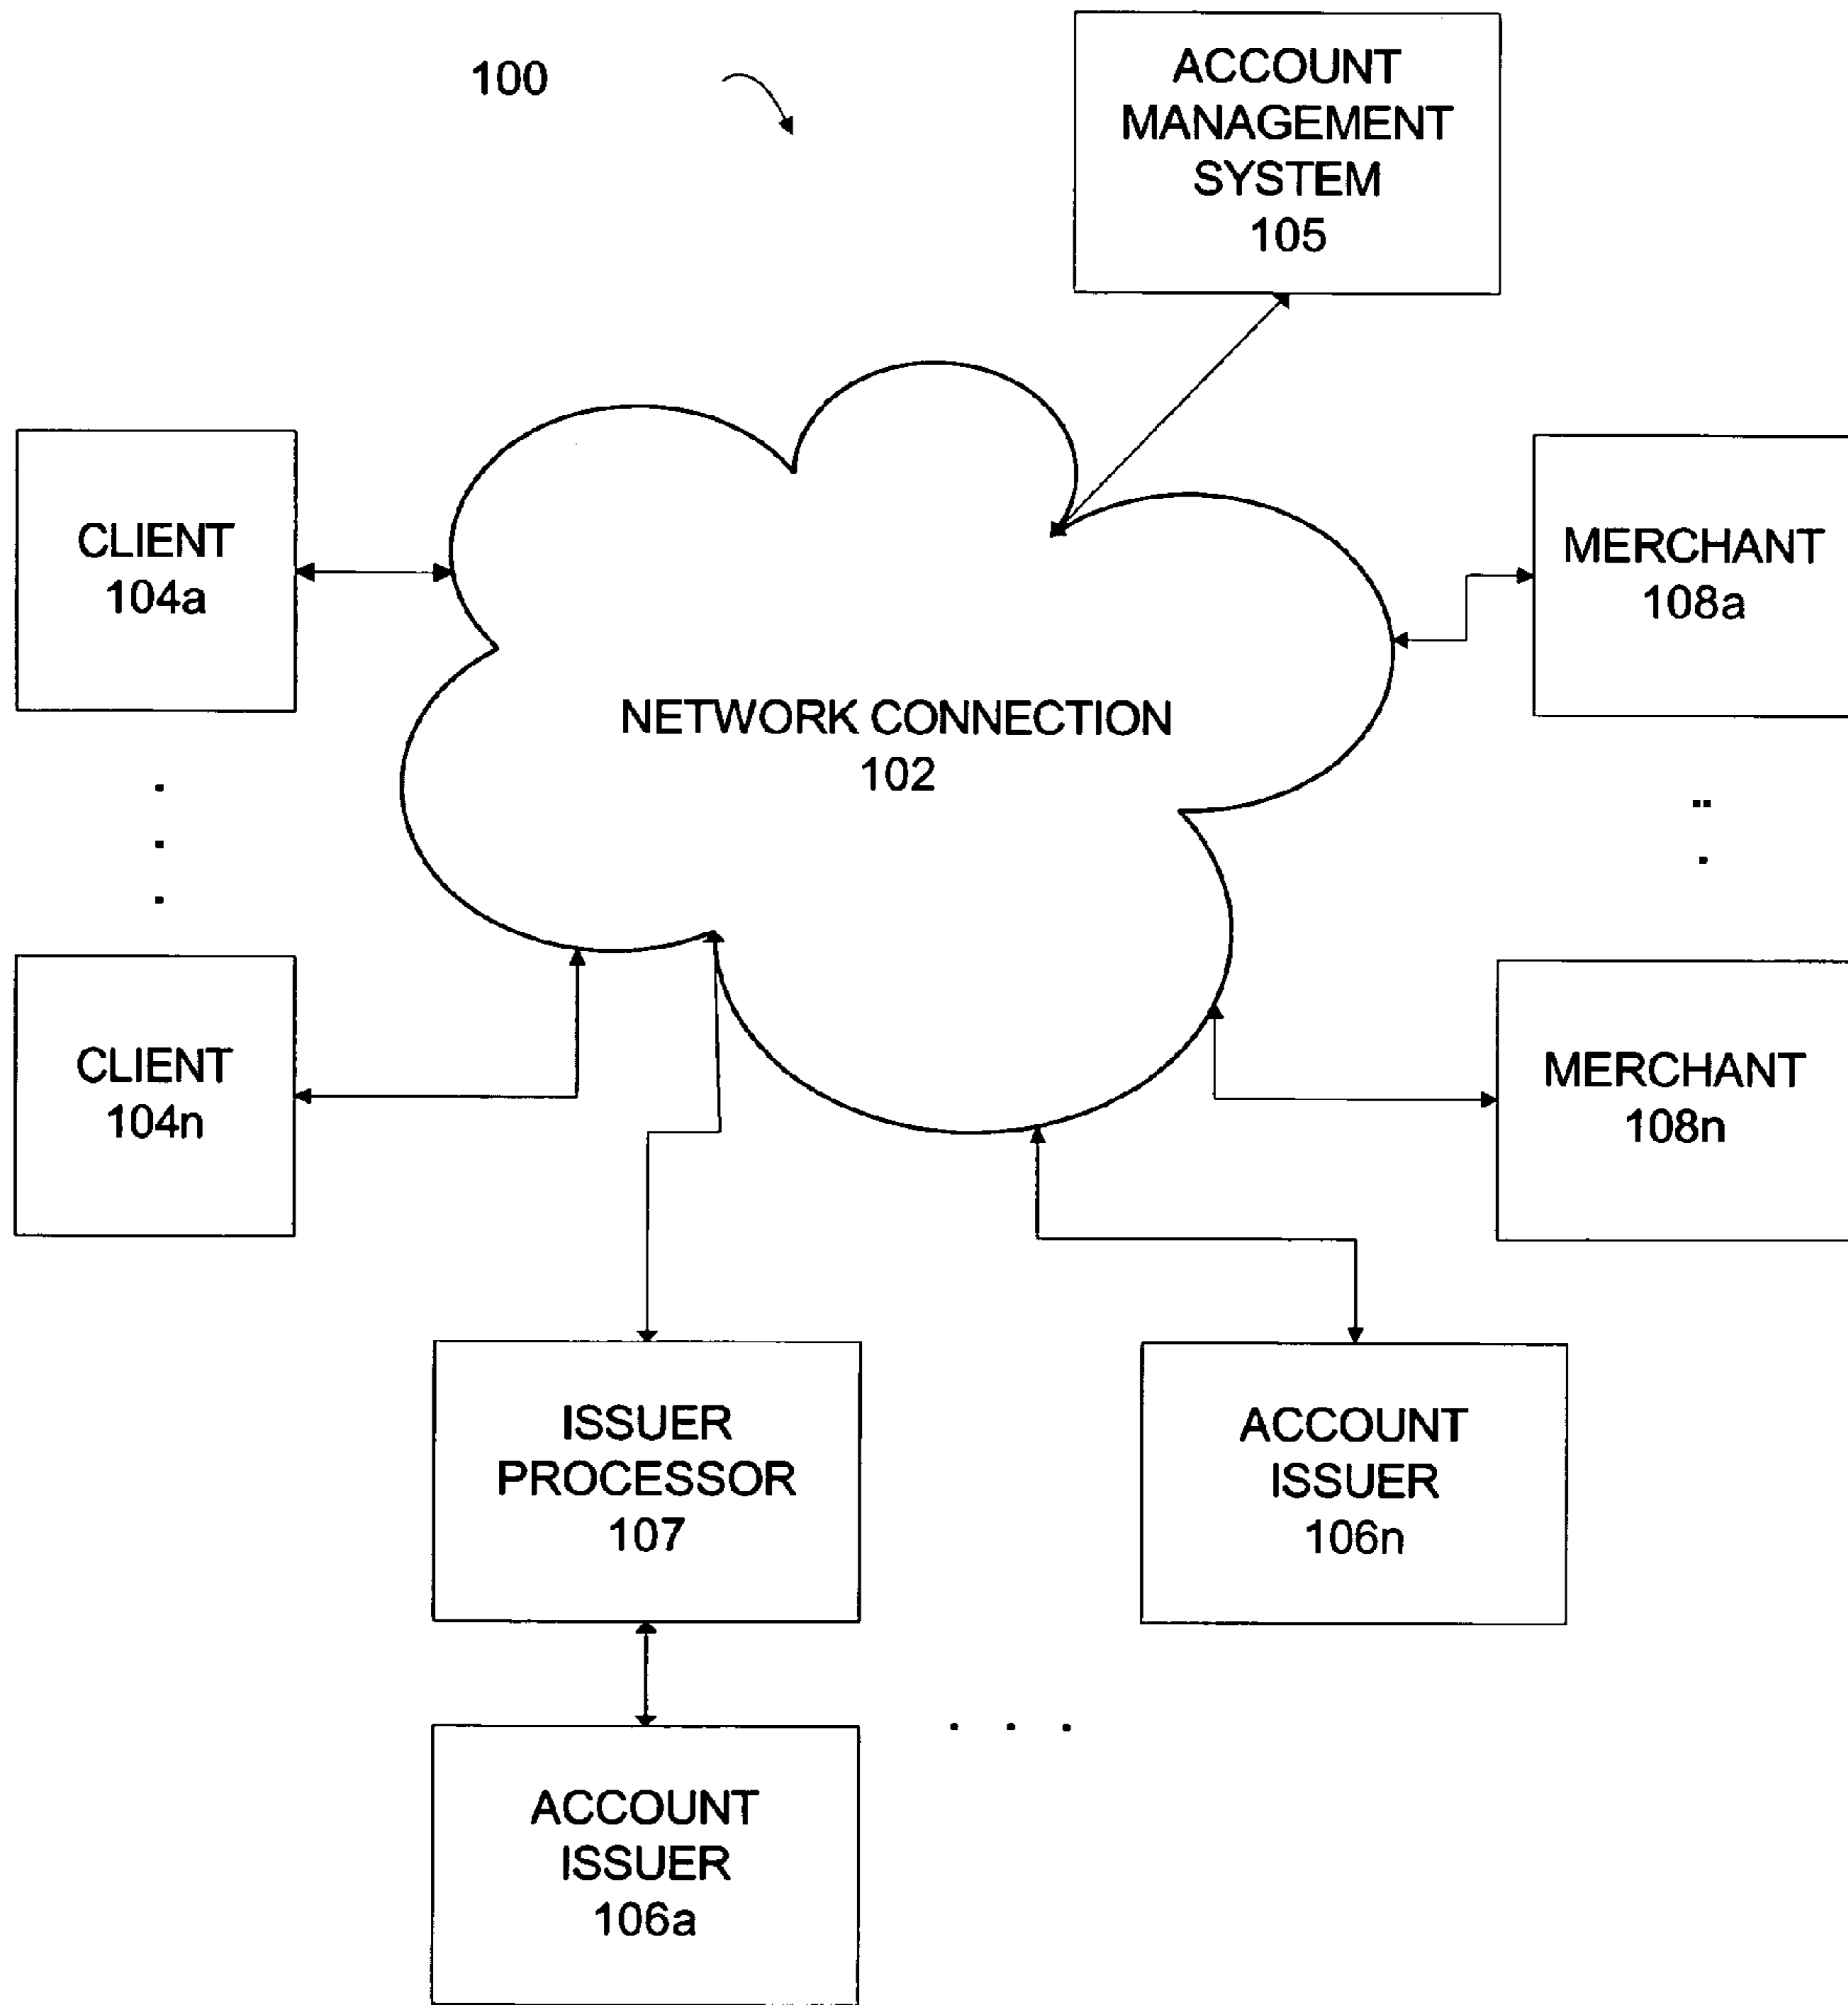 100
ACCOUNT
MANAGEMENT
SYSTEM
105
CLIENT
104a
MERCHANT
108a
NETWORK CONNECTION
102
. . .
CLIENT
104n
MERCHANT
108n
ISSUER
PROCESSOR
107
ACCOUNT
ISSUER
106n
. . .
ACCOUNT
ISSUER
106a